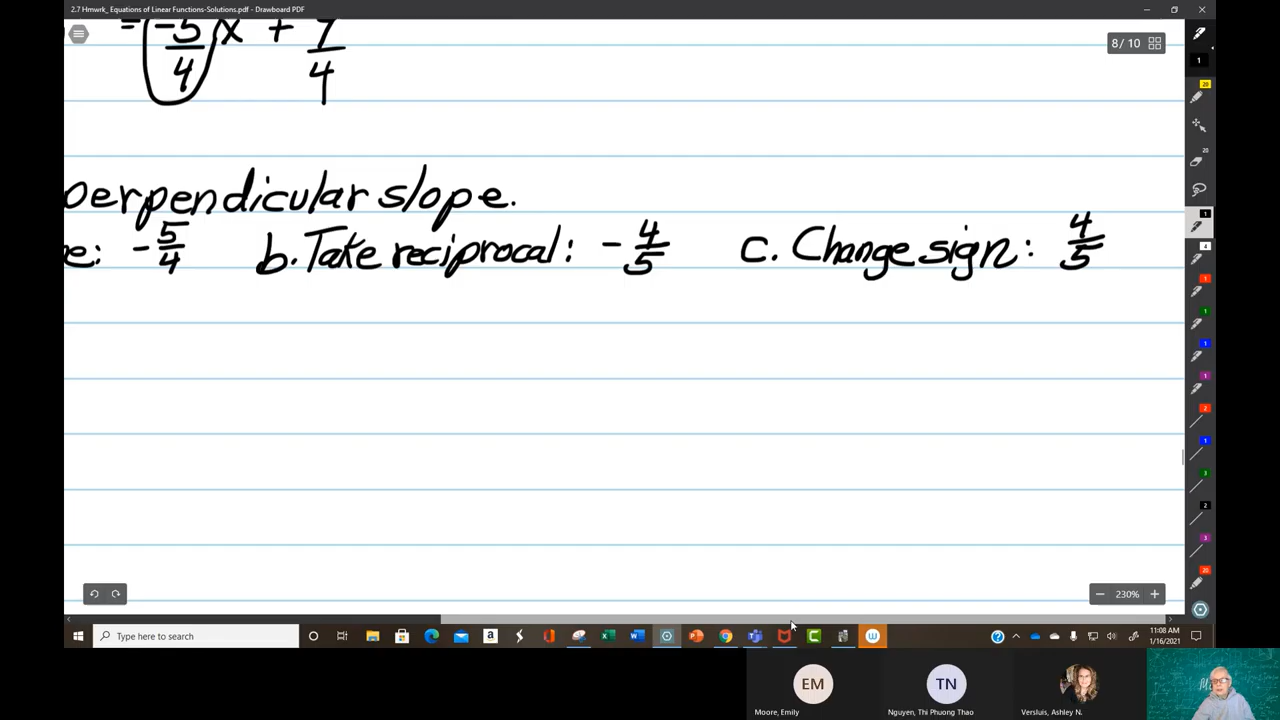 2.7 Hmwrk_ Equations of Linear Functions-Solutions.pdf - Drawboard PDF
8 / 10
= -5/4 x + 7/4
perpendicular slope.
e: -5/4 b. Take reciprocal: -4/5 c. Change sign: 4/5
230%
Type here to search
11:08 AM
1/16/2021
EM
TN
Moore, Emily
Nguyen, Thi Phuong Thao
Versluis, Ashley N.